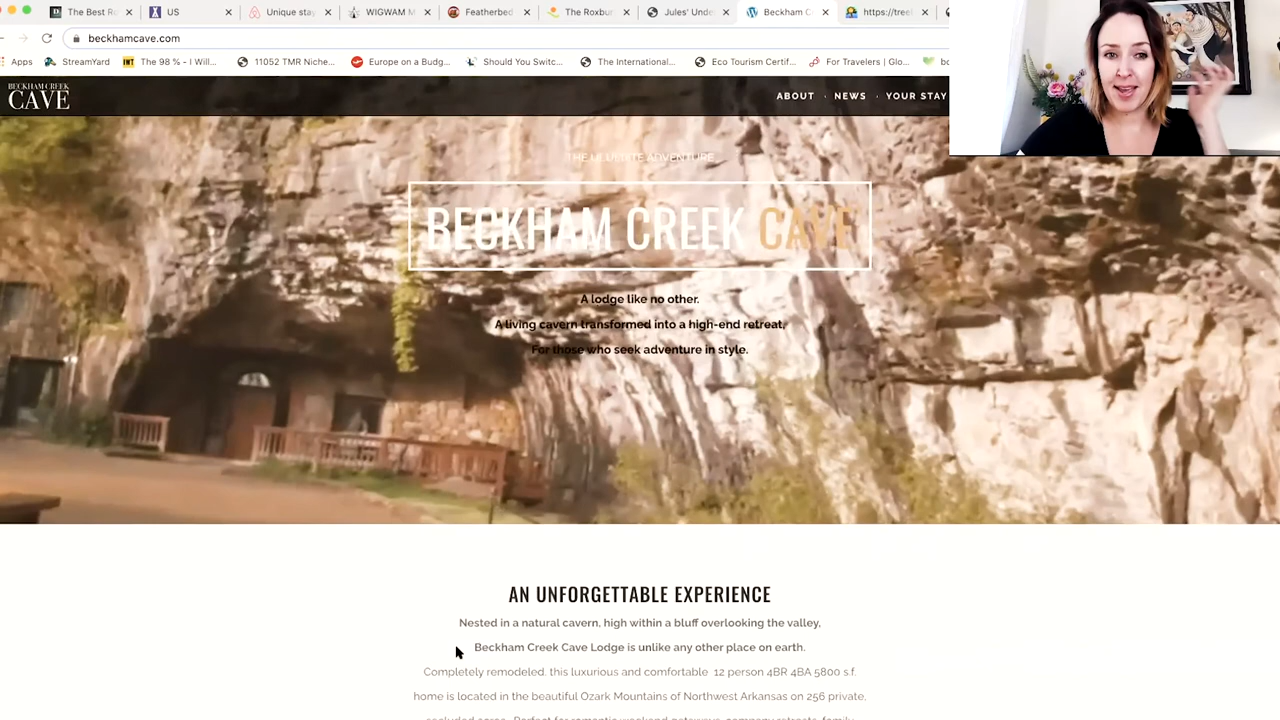 The Best Ro
US
Unique stay
WIGWAM M
Featherbed
The Roxbur
Jules' Unde
Beckham C
https://treel
beckhamcave.com
Apps
StreamYard
The 98 % - I Will...
11052 TMR Niche...
Europe on a Budg...
Should You Switc...
The International...
Eco Tourism Certif...
For Travelers | Glo...
BECKHAM CREEK
CAVE
ABOUT · NEWS · YOUR STAY
BECKHAM CREEK CAVE
A lodge like no other.
A living cavern transformed into a high-end retreat,
For those who seek adventure in style.
AN UNFORGETTABLE EXPERIENCE
Nested in a natural cavern, high within a bluff overlooking the valley,
Beckham Creek Cave Lodge is unlike any other place on earth.
Completely remodeled, this luxurious and comfortable 12 person 4BR 4BA 5800 s.f.
home is located in the beautiful Ozark Mountains of Northwest Arkansas on 256 private,